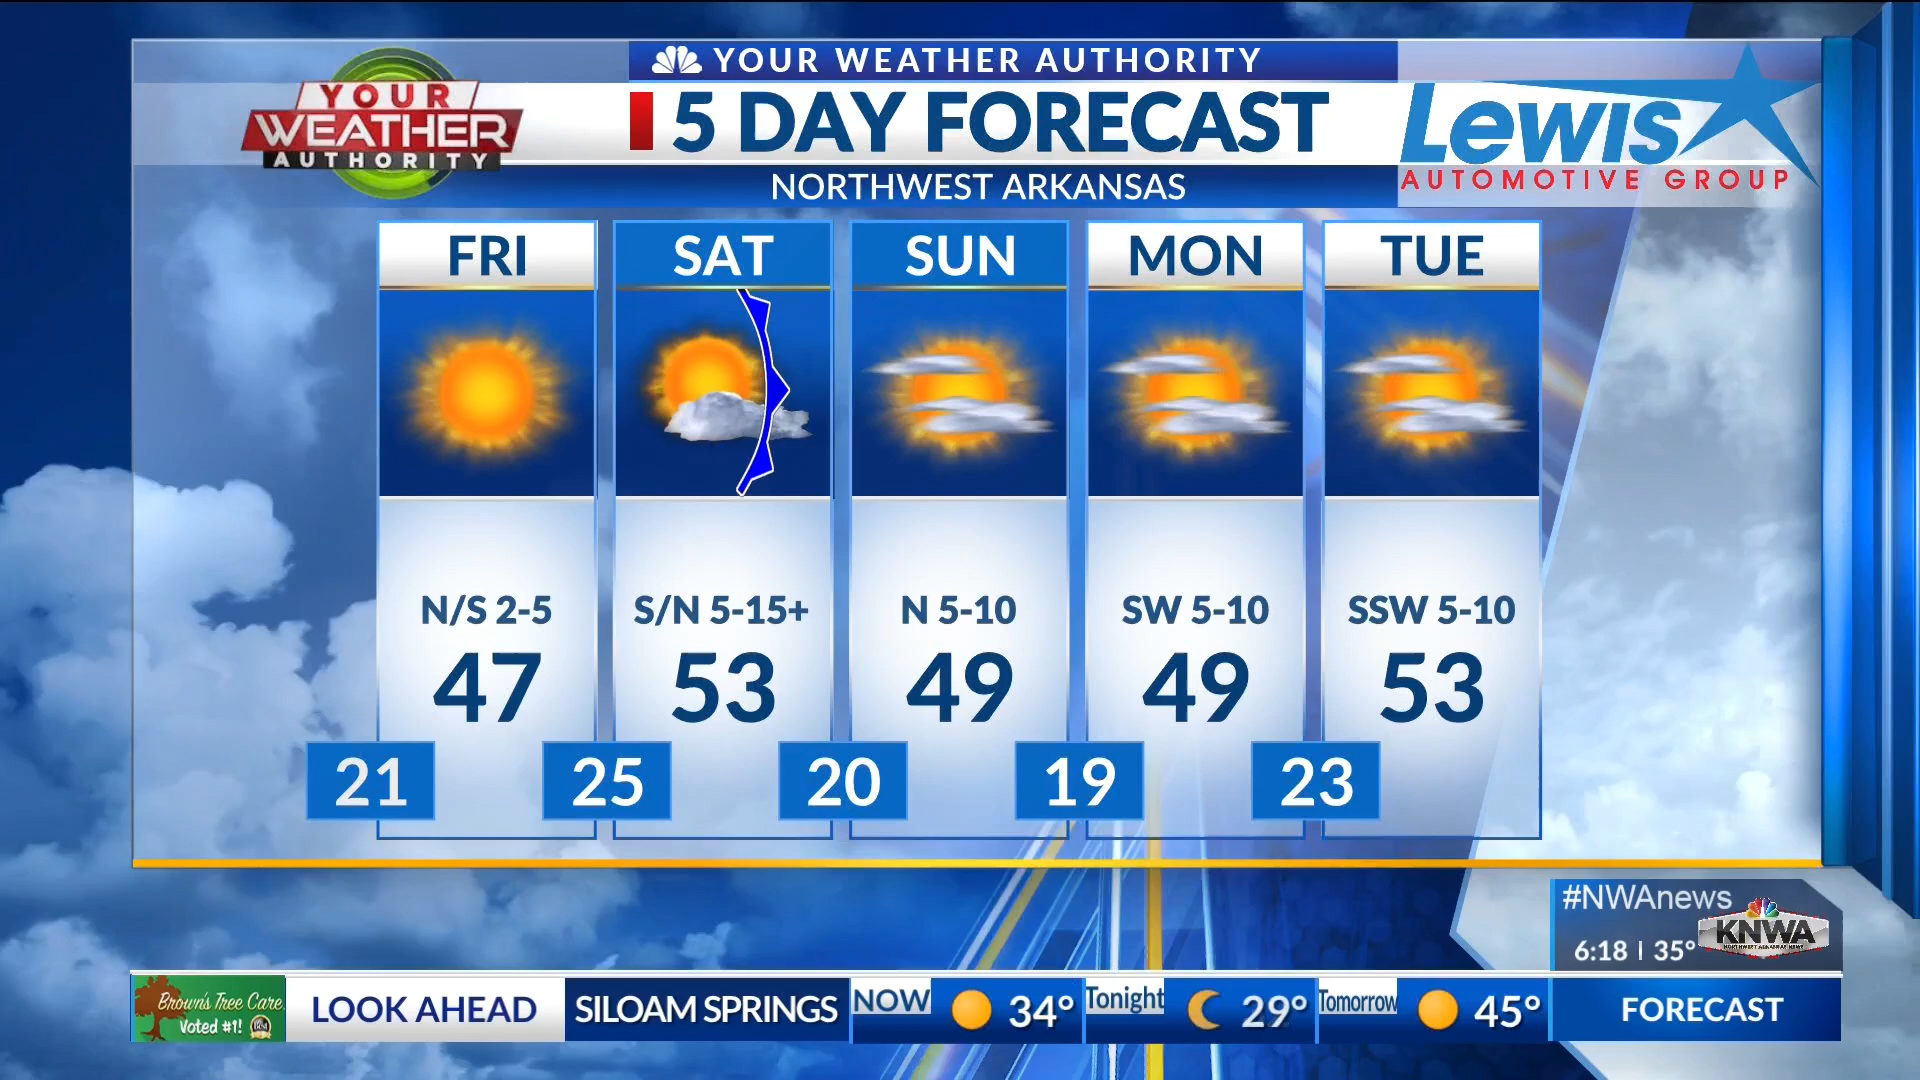 YOUR WEATHER AUTHORITY
YOUR
WEATHER
AUTHORITY
5 DAY FORECAST
NORTHWEST ARKANSAS
Lewis
AUTOMOTIVE GROUP
FRI SAT SUN MON TUE
N/S 2-5 S/N 5-15+ N 5-10 SW 5-10 SSW 5-10
47 53 49 49 53
21 25 20 19 23
#NWAnews
KNWA
NORTHWEST ARKANSAS NEWS
6:18 | 35°
Brown's Tree Care
Voted #1!
LOOK AHEAD SILOAM SPRINGS NOW 34° Tonight 29° Tomorrow 45° FORECAST